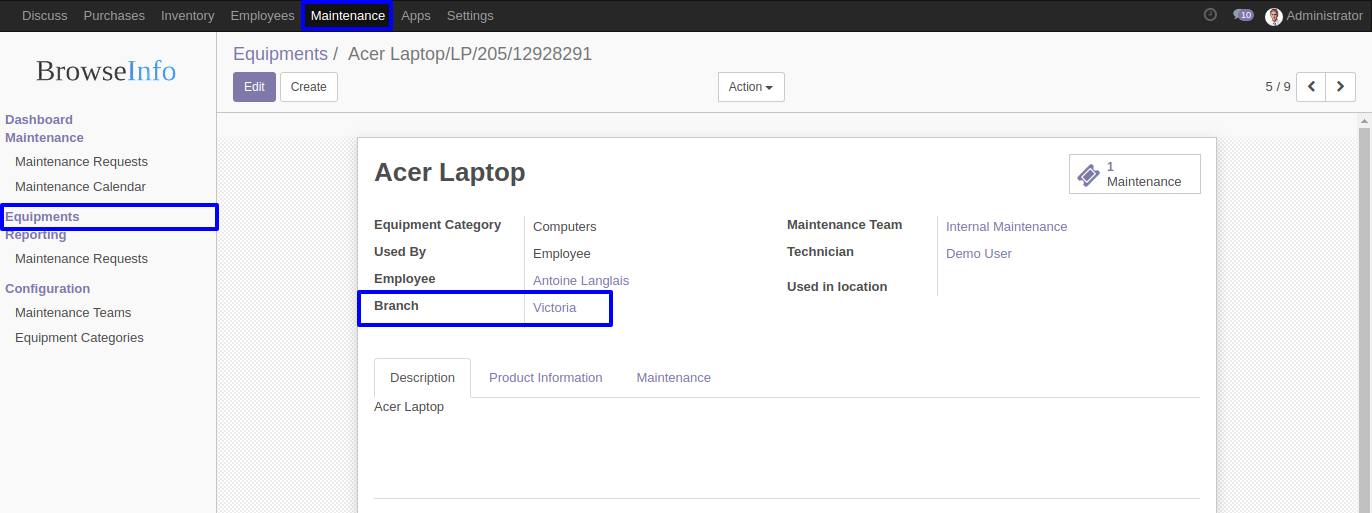 Discuss Purchases Inventory Employees Maintenance Apps Settings 10 Administrator
BrowseInfo
Dashboard
Maintenance
Maintenance Requests
Maintenance Calendar
Equipments
Reporting
Maintenance Requests
Configuration
Maintenance Teams
Equipment Categories
Equipments / Acer Laptop/LP/205/12928291
Edit Create Action 5 / 9
Acer Laptop
1
Maintenance
Equipment Category Computers
Used By Employee
Employee Antoine Langlais
Branch Victoria
Maintenance Team Internal Maintenance
Technician Demo User
Used in location
Description Product Information Maintenance
Acer Laptop